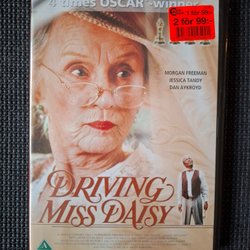 4 times OSCAR-winner
2 för 99:-
MORGAN FREEMAN
JESSICA TANDY
DAN AYKROYD
DRIVING
MISS DAISY